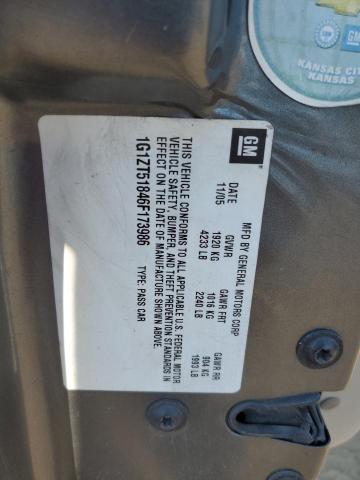 GM
MFD BY GENERAL MOTORS CORP
DATE GVWR GAWR FRT GAWR RR
11/05 1920 KG 1016 KG 904 KG
4233 LB 2240 LB 1993 LB
THIS VEHICLE CONFORMS TO ALL APPLICABLE U.S. FEDERAL MOTOR
VEHICLE SAFETY, BUMPER, AND THEFT PREVENTION STANDARDS IN
EFFECT ON THE DATE OF MANUFACTURE SHOWN ABOVE.
1G1ZT51846F173986 TYPE: PASS CAR
GM
KANSAS CITY
KANSAS